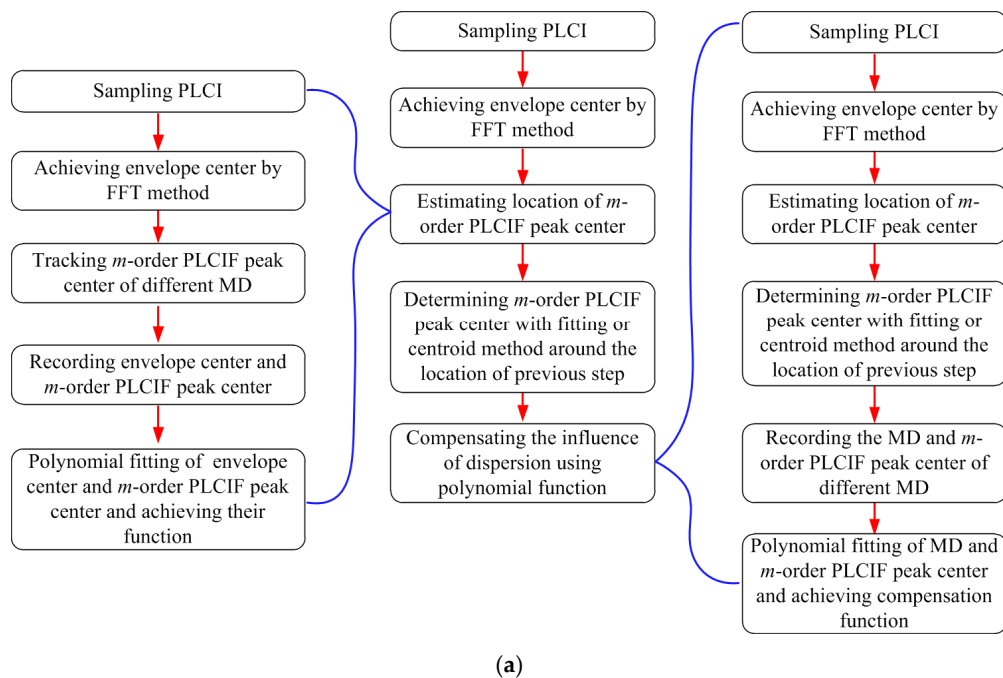 Sampling PLCI
Achieving envelope center by
FFT method
Tracking m-order PLCIF peak
center of different MD
Recording envelope center and
m-order PLCIF peak center
Polynomial fitting of envelope
center and m-order PLCIF peak
center and achieving their
function
Sampling PLCI
Achieving envelope center by
FFT method
Estimating location of m-
order PLCIF peak center
Determining m-order PLCIF
peak center with fitting or
centroid method around the
location of previous step
Compensating the influence
of dispersion using
polynomial function
Sampling PLCI
Achieving envelope center by
FFT method
Estimating location of m-
order PLCIF peak center
Determining m-order PLCIF
peak center with fitting or
centroid method around the
location of previous step
Recording the MD and m-
order PLCIF peak center of
different MD
Polynomial fitting of MD and
m-order PLCIF peak center
and achieving compensation
function
(a)